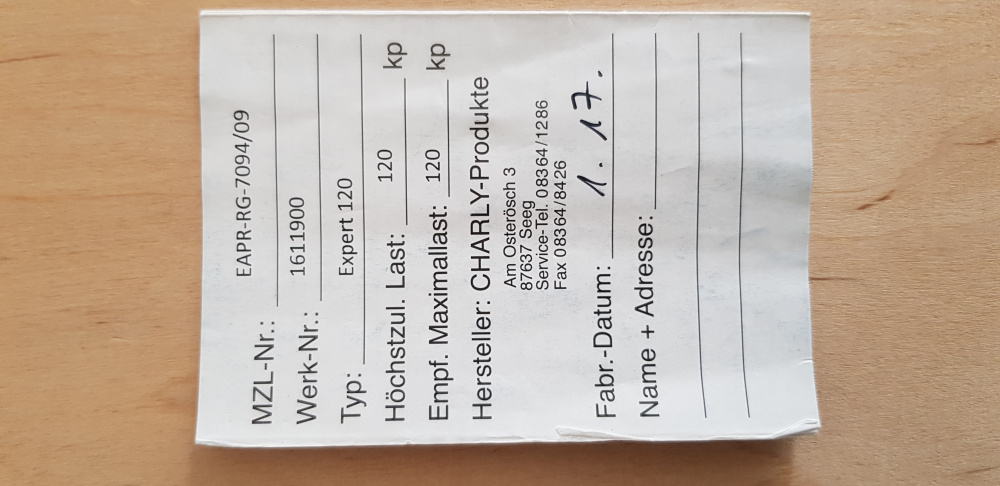 MZL-Nr.: EAPR-RG-7094/09
Werk-Nr.: 1611900
Typ: Expert 120
Höchstzul. Last: 120 kp
Empf. Maximallast: 120 kp
Hersteller: CHARLY-Produkte
Am Osterösch 3
87637 Seeg
Service-Tel. 08364/1286
Fax 08364/8426
Fabr.-Datum: 1. 17.
Name + Adresse: